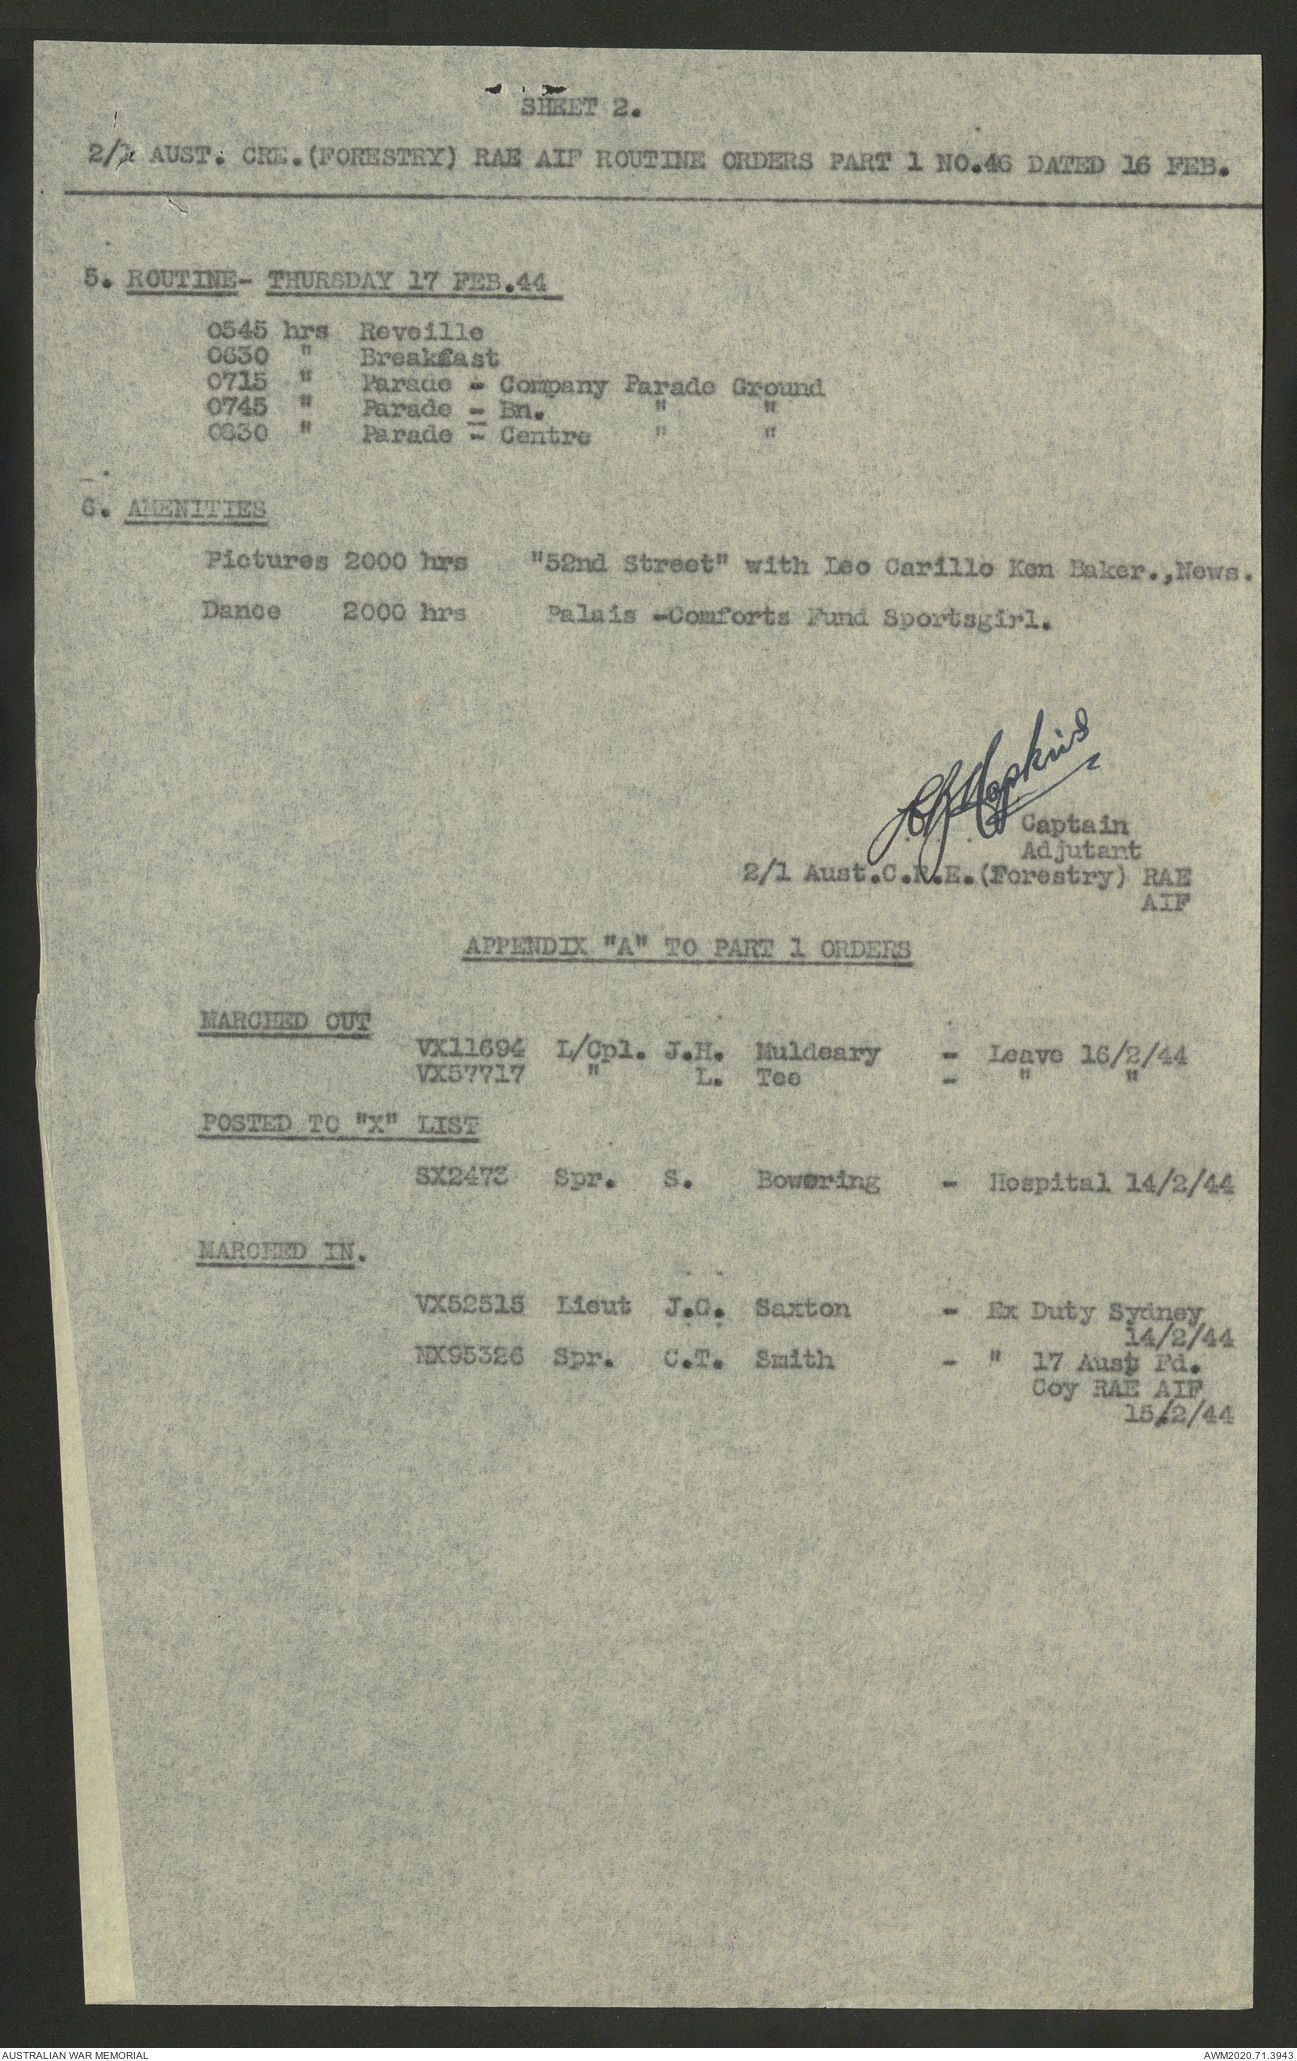 SHEET 2.
2/1 AUST. CRE.(FORESTRY) RAE AIF ROUTINE ORDERS PART 1 NO.46 DATED 16 FEB.
5. ROUTINE- THURSDAY 17 FEB.44
0545 hrs Reveille
0630 " Breakfast
0715 " Parade - Company Parade Ground
0745 " Parade - Bn. " "
0830 " Parade - Centre " "
6. AMENITIES
Pictures 2000 hrs "52nd Street" with Leo Carillo Ken Baker.,News.
Dance 2000 hrs Palais -Comforts Fund Sportsgirl.
Hopkins
Captain
Adjutant
2/1 Aust.C.R.E.(Forestry) RAE
AIF
APPENDIX "A" TO PART 1 ORDERS
MARCHED OUT
VX11694 L/Cpl. J.H. Muldeary - Leave 16/2/44
VX57717 " L. Tee - " "
POSTED TO "X" LIST
SX2473 Spr. S. Bowering - Hospital 14/2/44
MARCHED IN.
VX52515 Lieut J.G. Saxton - Ex Duty Sydney
14/2/44
NX95326 Spr. C.T. Smith - " 17 Aust Fd.
Coy RAE AIF
15/2/44
AUSTRALIAN WAR MEMORIAL
AWM2020.71.3943